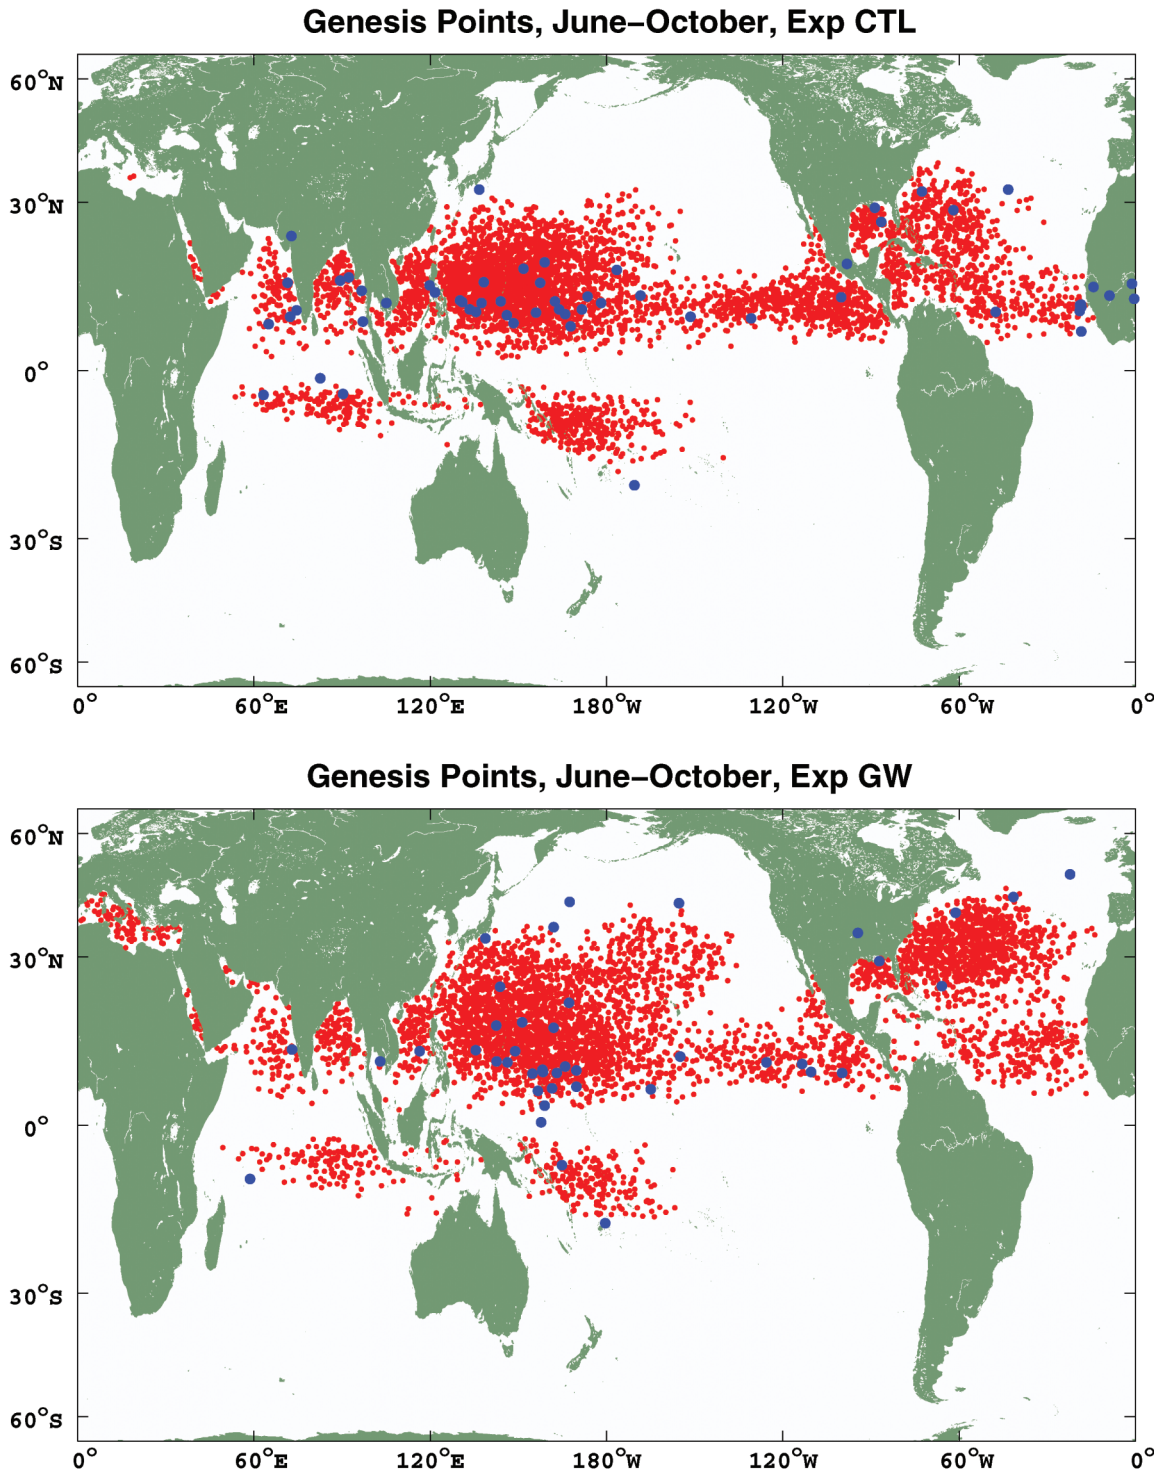 Genesis Points, June−October, Exp CTL
60°N
30°N
0°
30°S
60°S
0° 60°E 120°E 180°W 120°W 60°W 0°
Genesis Points, June−October, Exp GW
60°N
30°N
0°
30°S
60°S
0° 60°E 120°E 180°W 120°W 60°W 0°